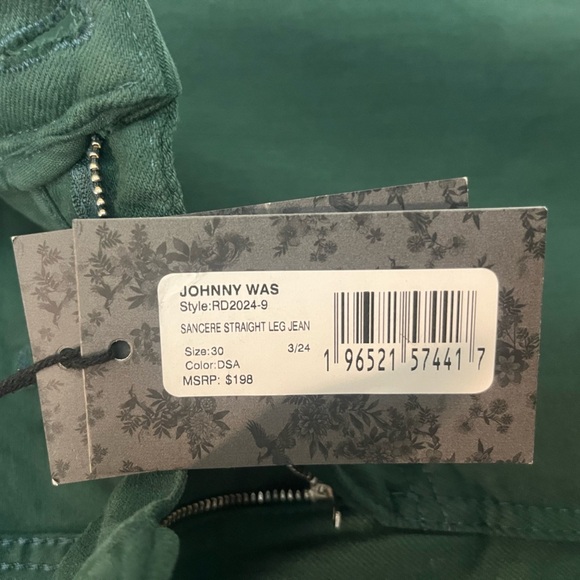 JOHNNY WAS
Style:RD2024-9
SANCERE STRAIGHT LEG JEAN
Size:30 3/24
Color:DSA
MSRP: $198
1 96521 57441 7